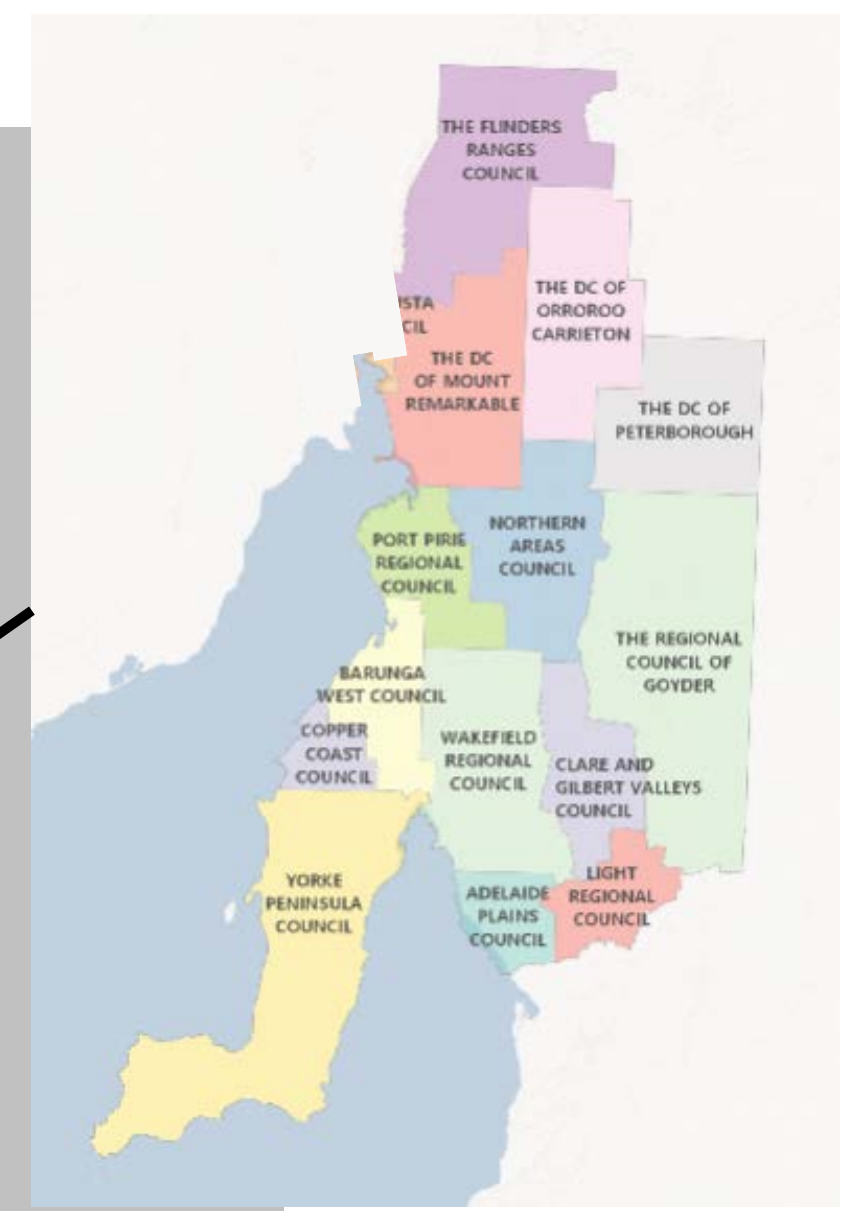 THE FLINDERS
RANGES
COUNCIL
THE DC OF
ORROROO
CARRIETON
THE DC
OF MOUNT
REMARKABLE
THE DC OF
PETERBOROUGH
NORTHERN
AREAS
COUNCIL
PORT PIRIE
REGIONAL
COUNCIL
THE REGIONAL
COUNCIL OF
GOYDER
BARUNGA
WEST COUNCIL
COPPER
COAST
COUNCIL
WAKEFIELD
REGIONAL
COUNCIL
CLARE AND
GILBERT VALLEYS
COUNCIL
YORKE
PENINSULA
COUNCIL
ADELAIDE
PLAINS
COUNCIL
LIGHT
REGIONAL
COUNCIL